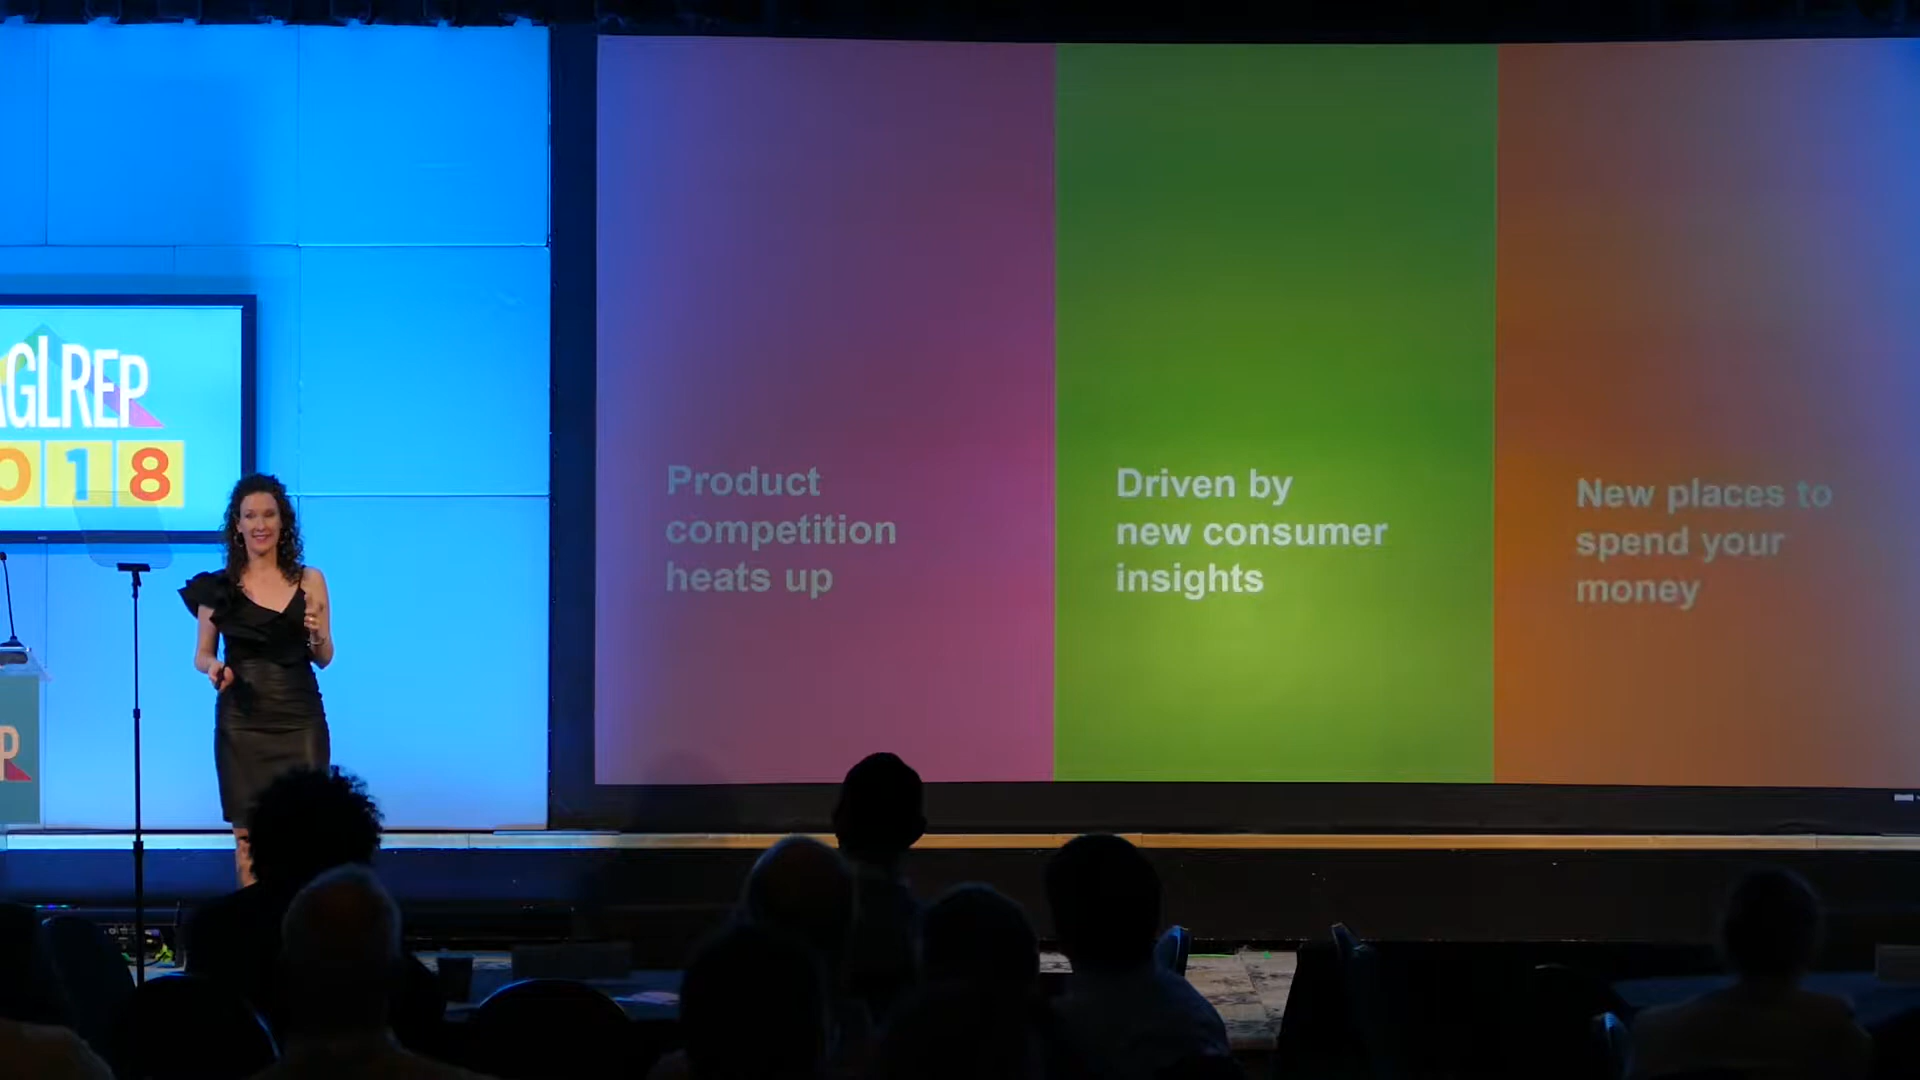 AGLREP
018
P
Product
competition
heats up
Driven by
new consumer
insights
New places to
spend your
money